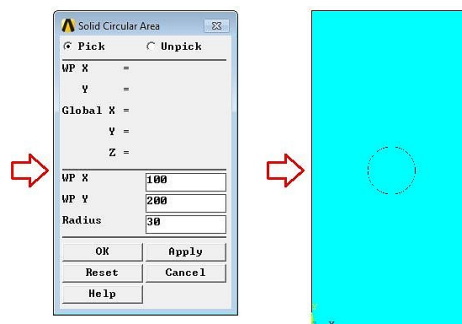 Solid Circular Area
Pick Unpick
WP X =
Y =
Global X =
Y =
Z =
WP X 100
WP Y 200
Radius 30
OK Apply
Reset Cancel
Help
X